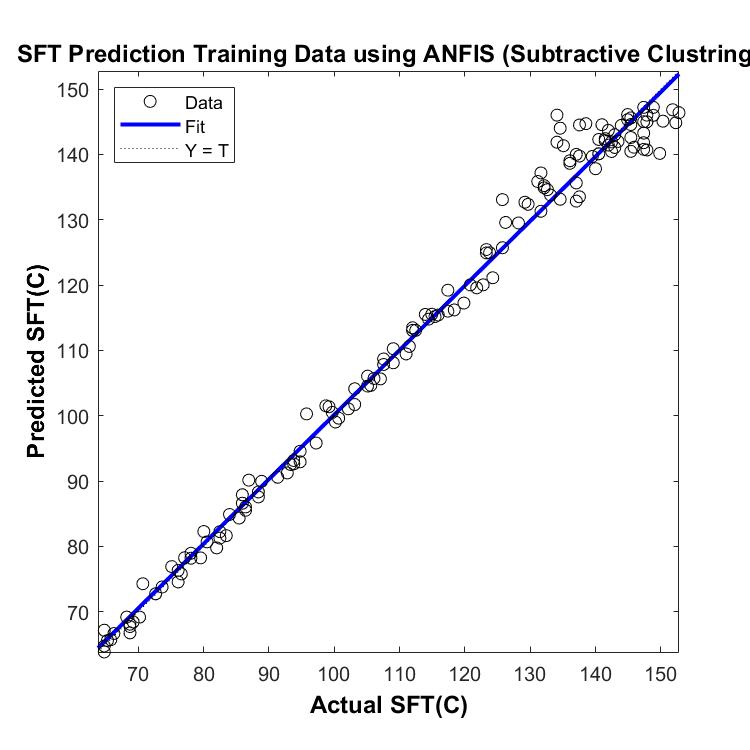 SFT Prediction Training Data using ANFIS (Subtractive Clustring
150
140
130
120
110
100
90
80
70
Data
Fit
Y = T
Predicted SFT(C)
70 80 90 100 110 120 130 140 150
Actual SFT(C)